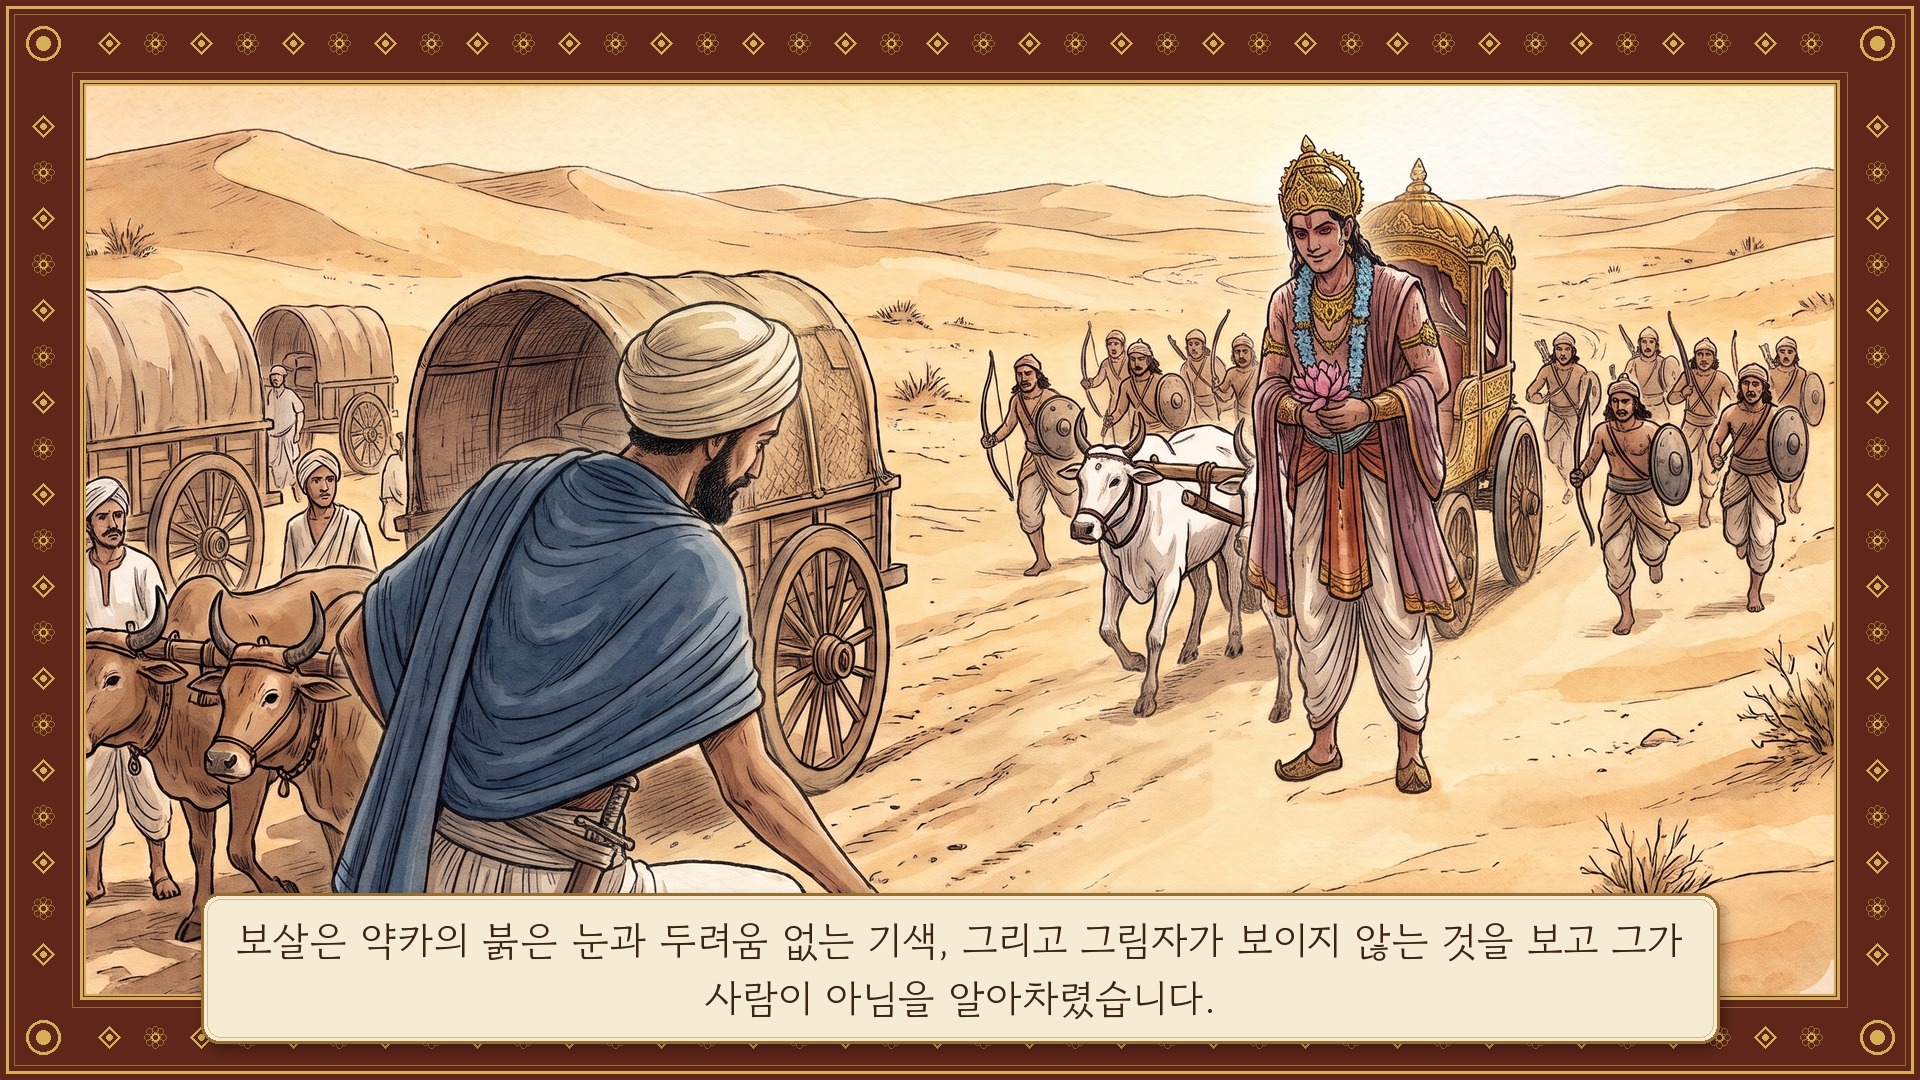 보살은 약카의 붉은 눈과 두려움 없는 기색, 그리고 그림자가 보이지 않는 것을 보고 그가
사람이 아님을 알아차렸습니다.